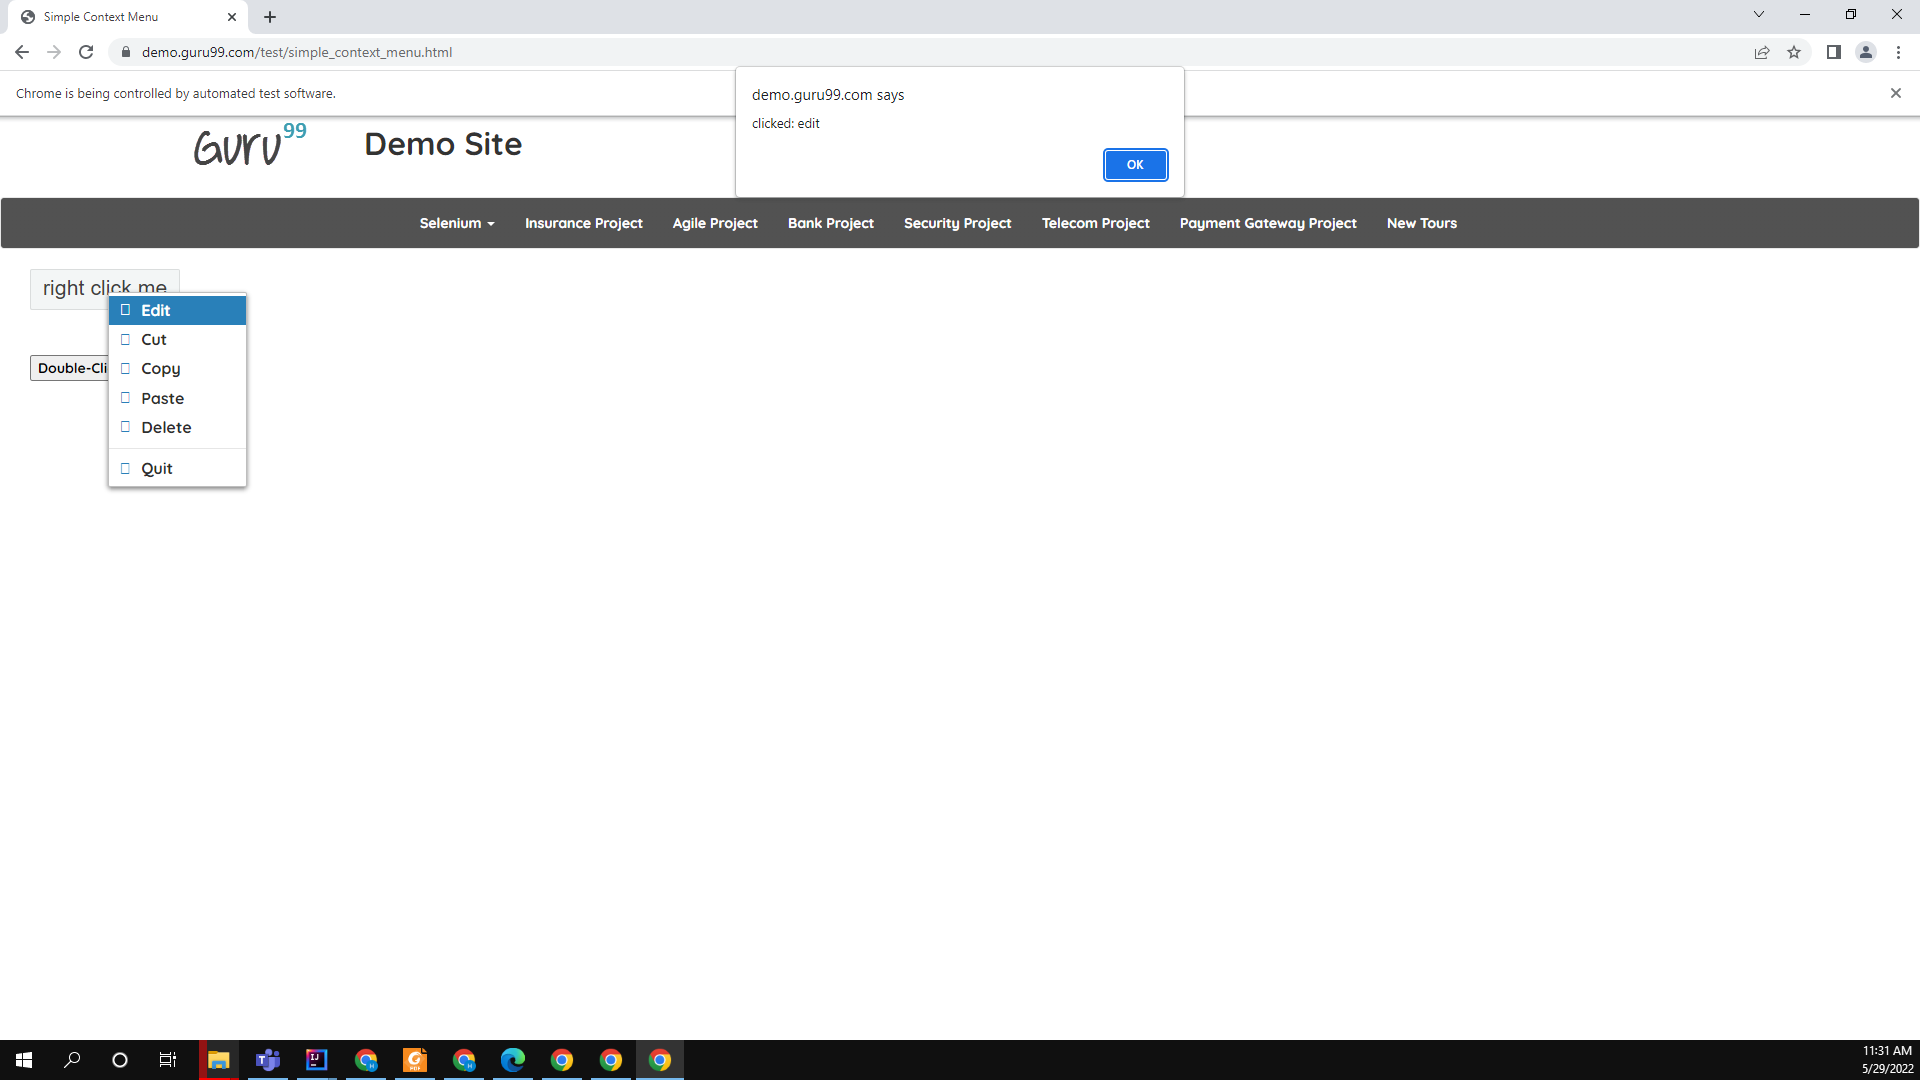 Simple Context Menu
demo.guru99.com/test/simple_context_menu.html
Chrome is being controlled by automated test software.
demo.guru99.com says
clicked: edit
OK
Guru99
Demo Site
Selenium
Insurance Project
Agile Project
Bank Project
Security Project
Telecom Project
Payment Gateway Project
New Tours
right click me
Edit
Cut
Copy
Paste
Delete
Quit
Double-Cli
11:31 AM
5/29/2022